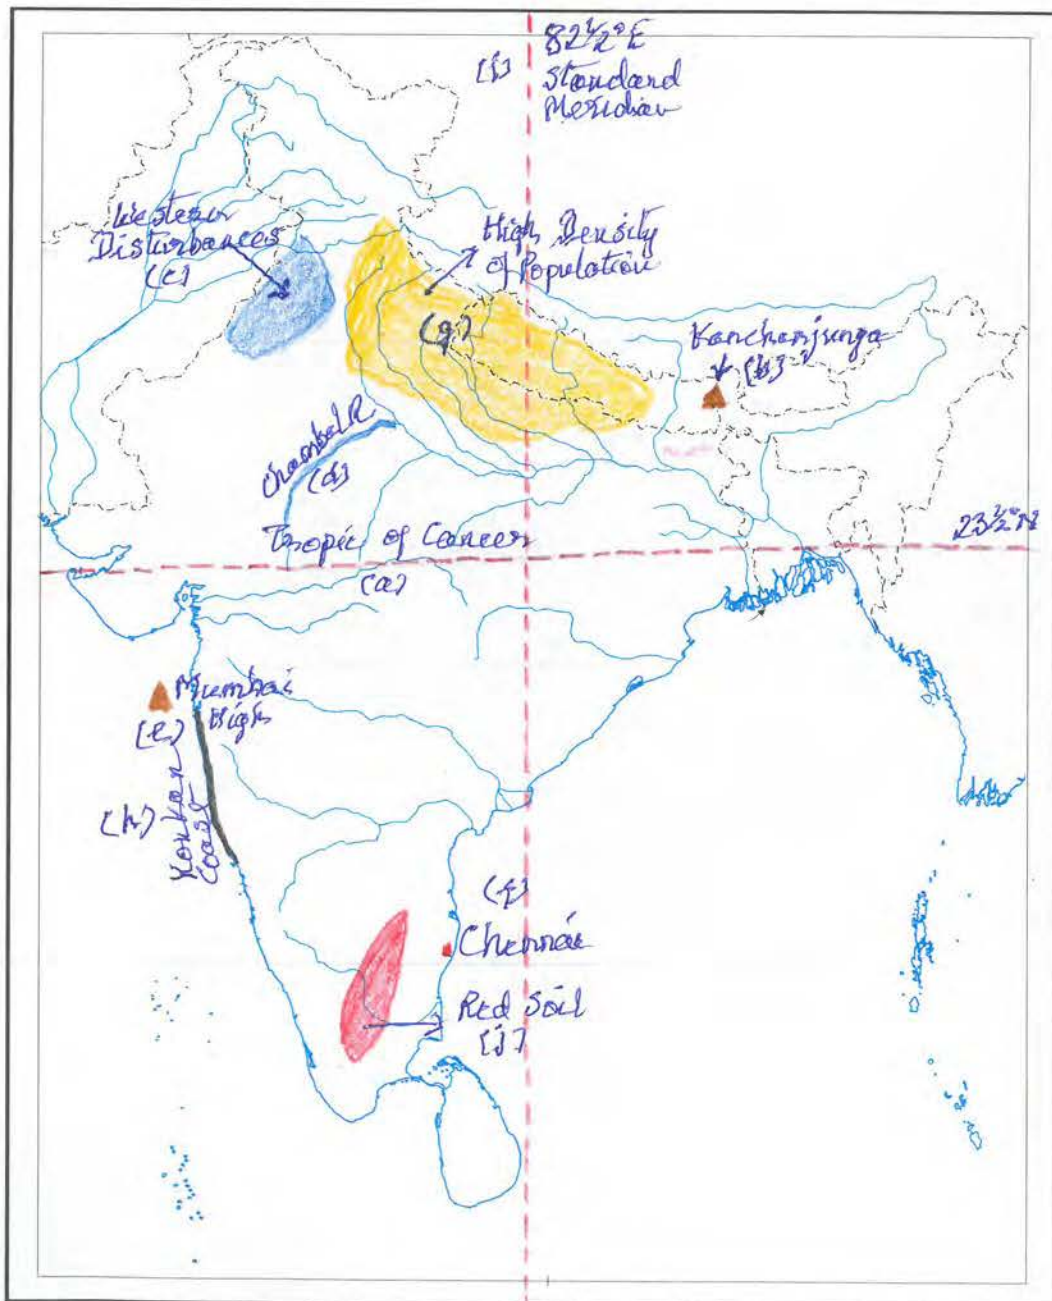 82½°E
(i) Standard
Meridian
Western
Disturbances
(c)
High Density
of Population
(g)
Kanchenjunga
(b)
Chambal R
(d)
23½°N
Tropic of Cancer
(a)
Mumbai
High
(e)
(h) Konkan
Coast
(f)
Chennai
Red Soil
(j)